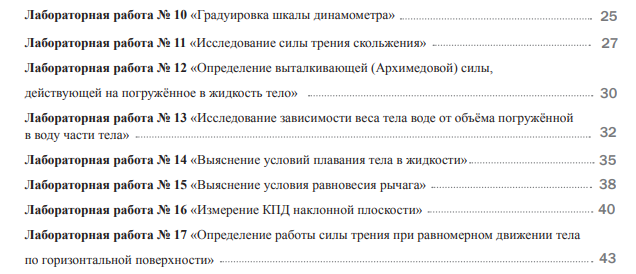 Лабораторная работа № 10 «Градуировка шкалы динамометра» 25
Лабораторная работа № 11 «Исследование силы трения скольжения» 27
Лабораторная работа № 12 «Определение выталкивающей (Архимедовой) силы,
действующей на погружённое в жидкость тело» 30
Лабораторная работа № 13 «Исследование зависимости веса тела воде от объёма погружённой
в воду части тела» 32
Лабораторная работа № 14 «Выяснение условий плавания тела в жидкости» 35
Лабораторная работа № 15 «Выяснение условия равновесия рычага» 38
Лабораторная работа № 16 «Измерение КПД наклонной плоскости» 40
Лабораторная работа № 17 «Определение работы силы трения при равномерном движении тела
по горизонтальной поверхности» 43